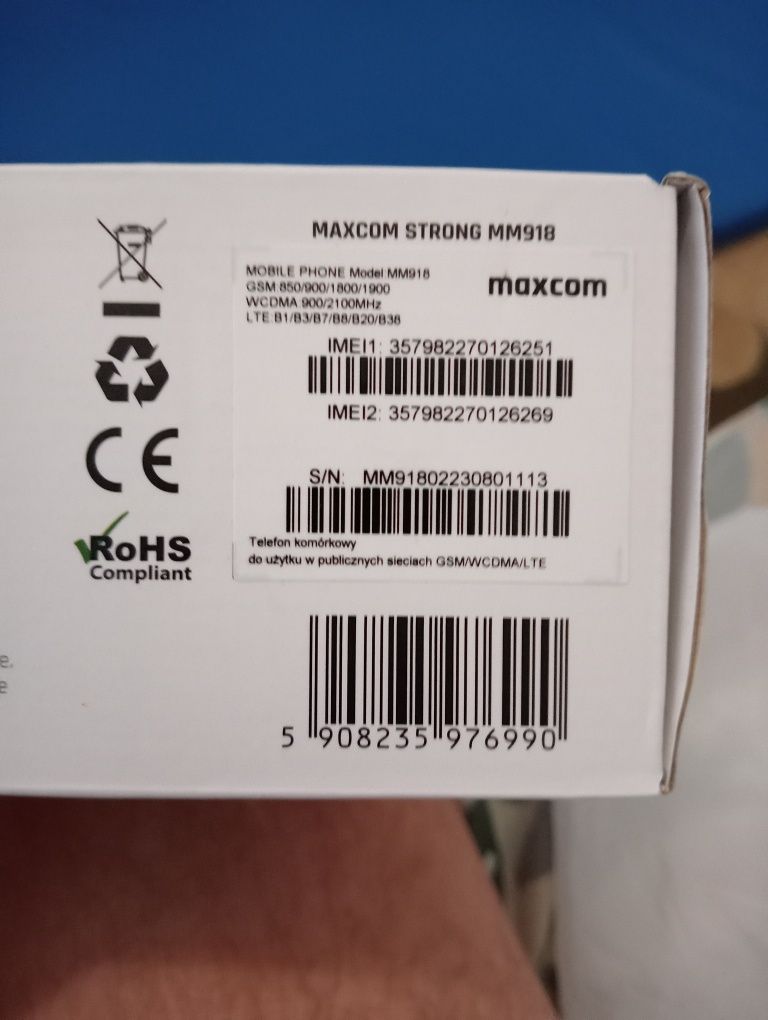 MAXCOM STRONG MM918
MOBILE PHONE Model:MM918
GSM:850/900/1800/1900
WCDMA:900/2100MHz
LTE:B1/B3/B7/B8/B20/B38
maxcom
IMEI1: 357982270126251
IMEI2: 357982270126269
S/N: MM91802230801113
Telefon komórkowy
do użytku w publicznych sieciach GSM/WCDMA/LTE
CE
RoHS
Compliant
e.
e
5 908235 976990